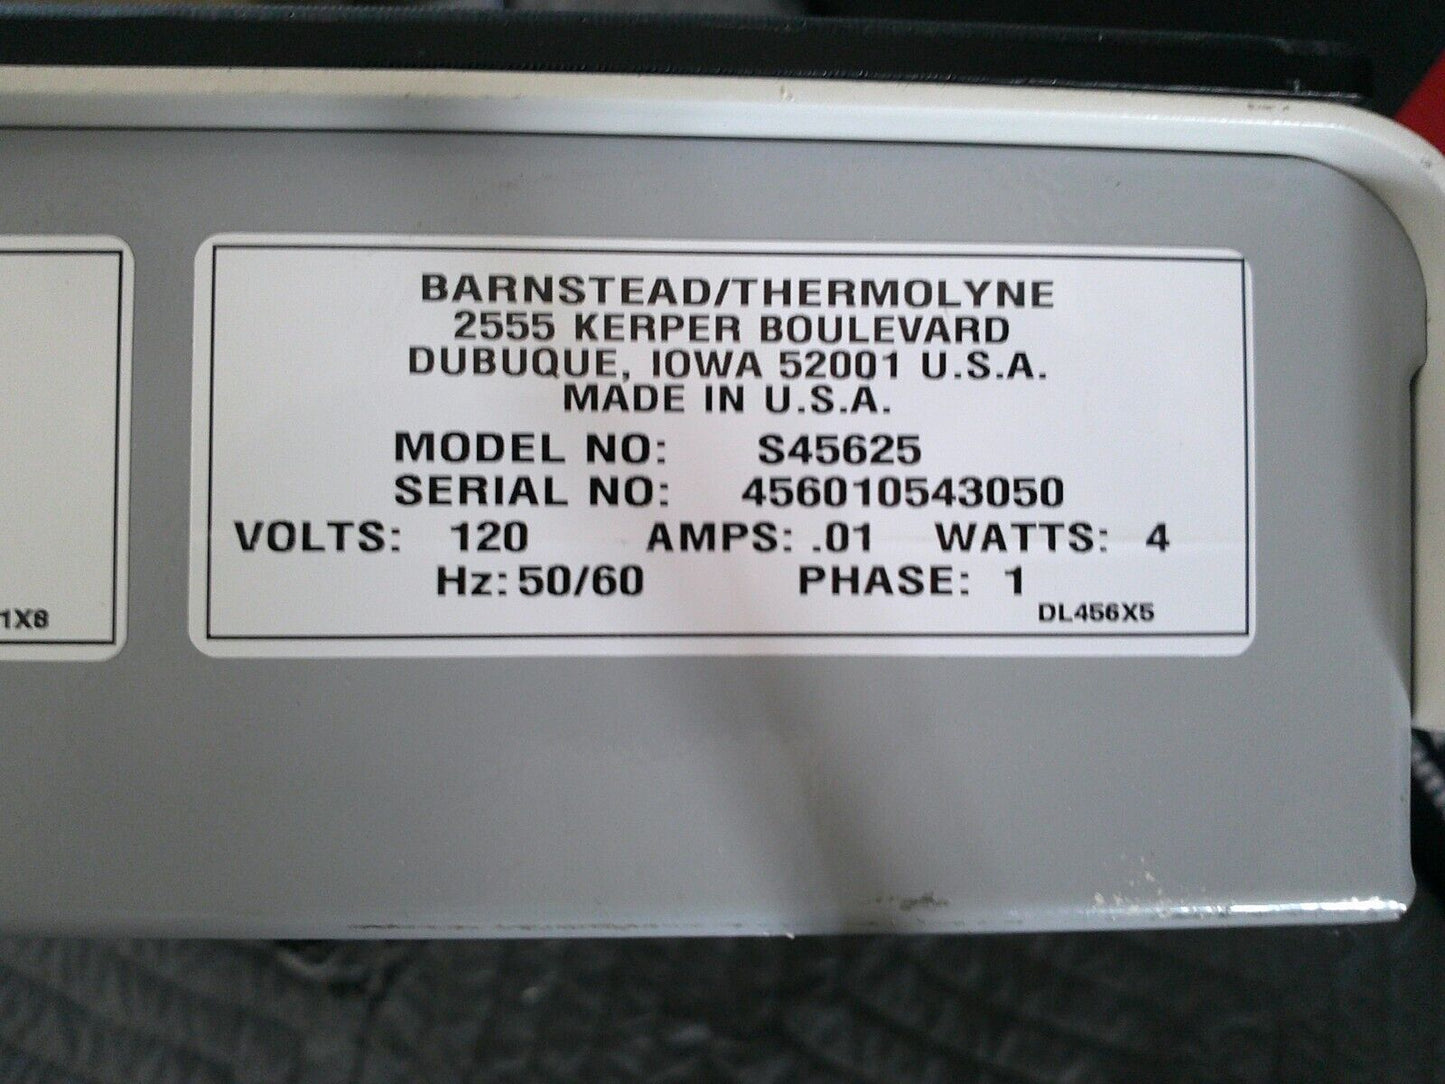 BARNSTEAD/THERMOLYNE
2555 KERPER BOULEVARD
DUBUQUE, IOWA 52001 U.S.A.
MADE IN U.S.A.
MODEL NO: S45625
SERIAL NO: 456010543050
VOLTS: 120 AMPS: .01 WATTS: 4
Hz: 50/60 PHASE: 1
DL456X5
1X8